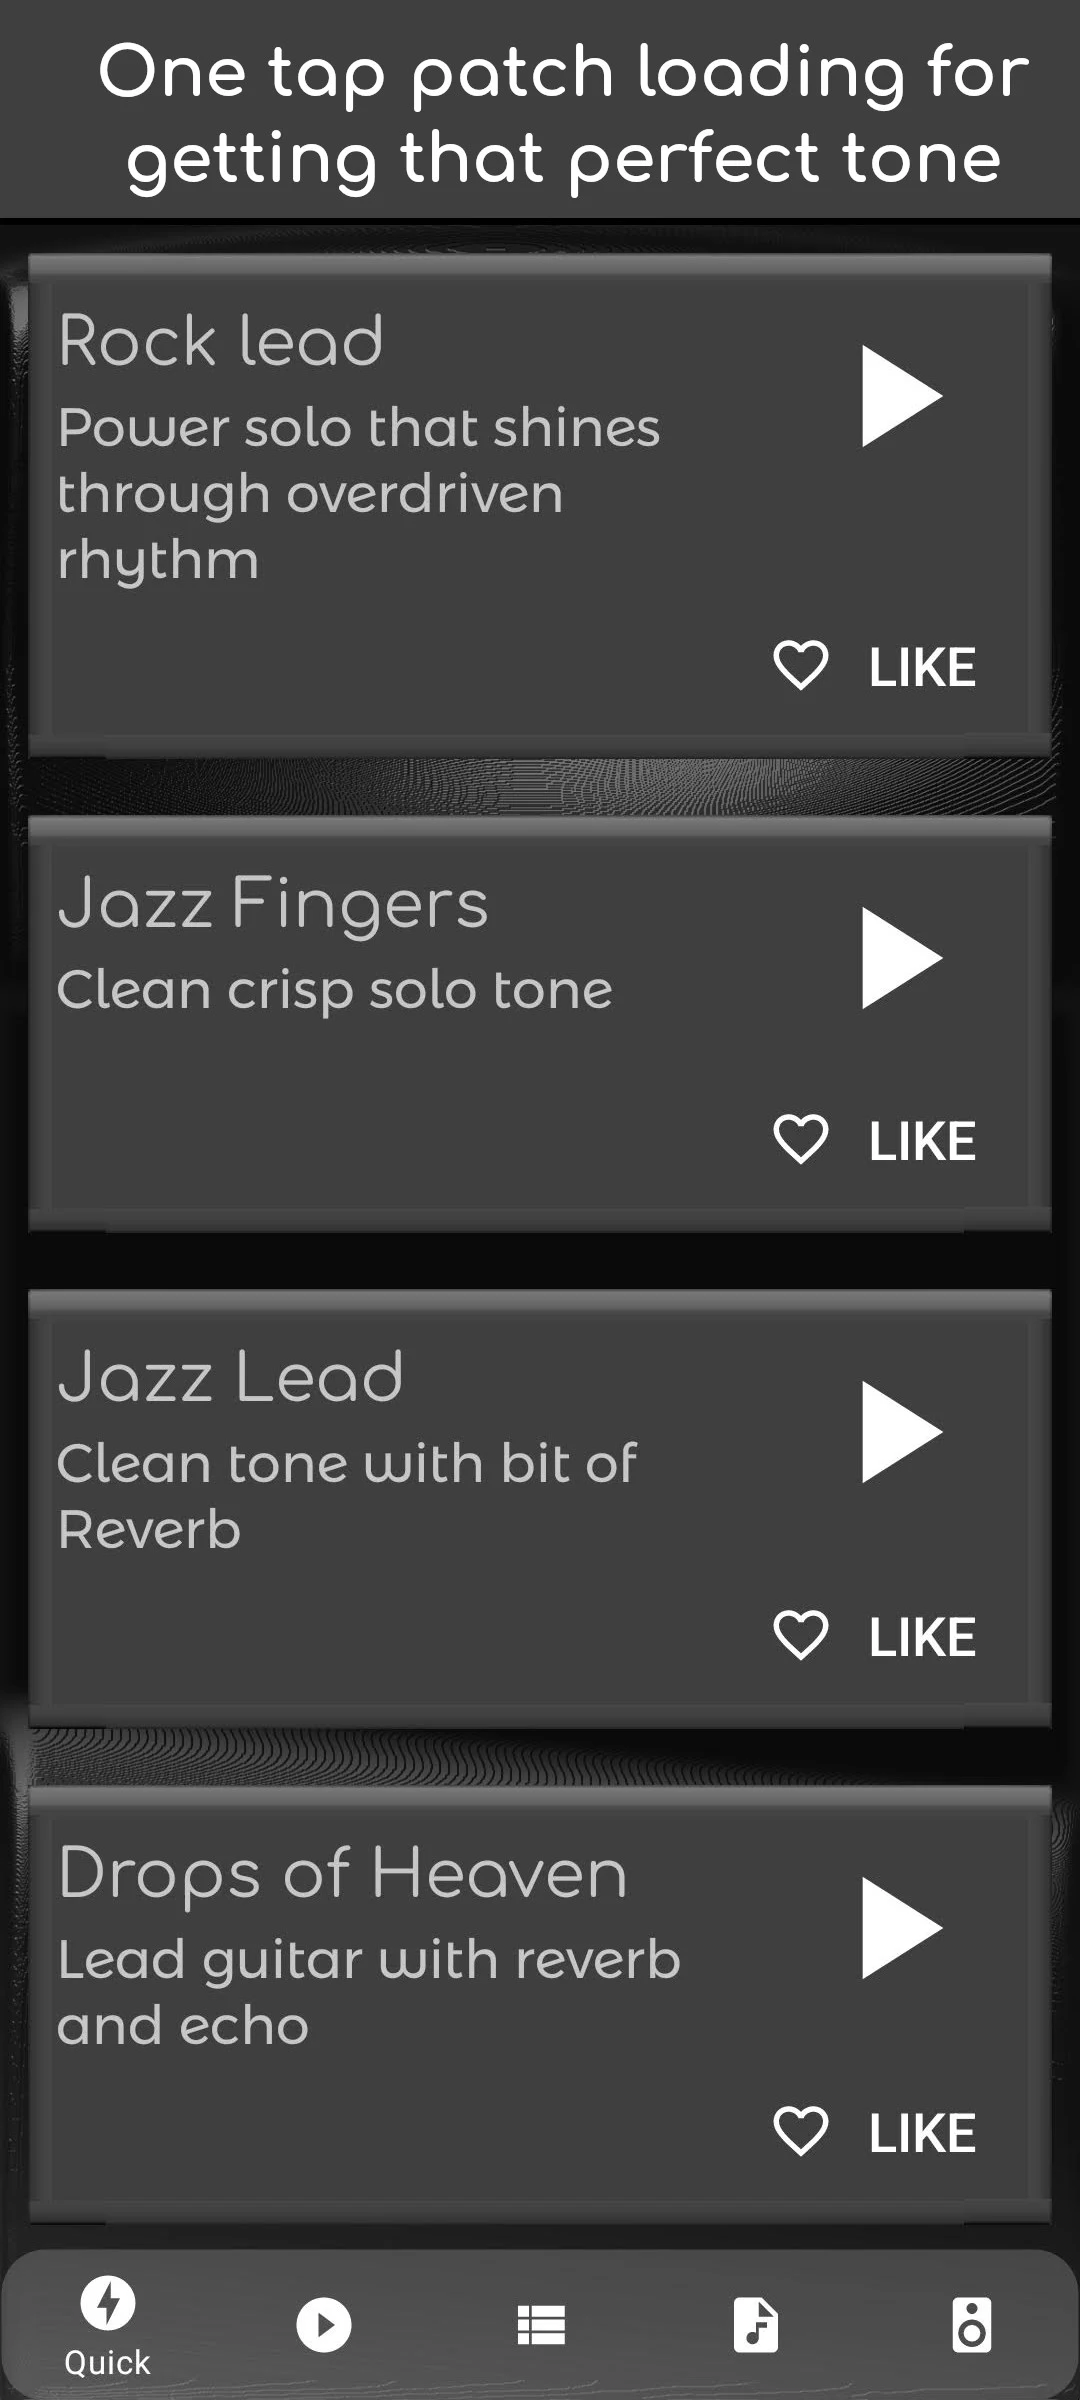 One tap patch loading for
getting that perfect tone
Rock lead
Power solo that shines
through overdriven
rhythm
LIKE
Jazz Fingers
Clean crisp solo tone
LIKE
Jazz Lead
Clean tone with bit of
Reverb
LIKE
Drops of Heaven
Lead guitar with reverb
and echo
LIKE
Quick